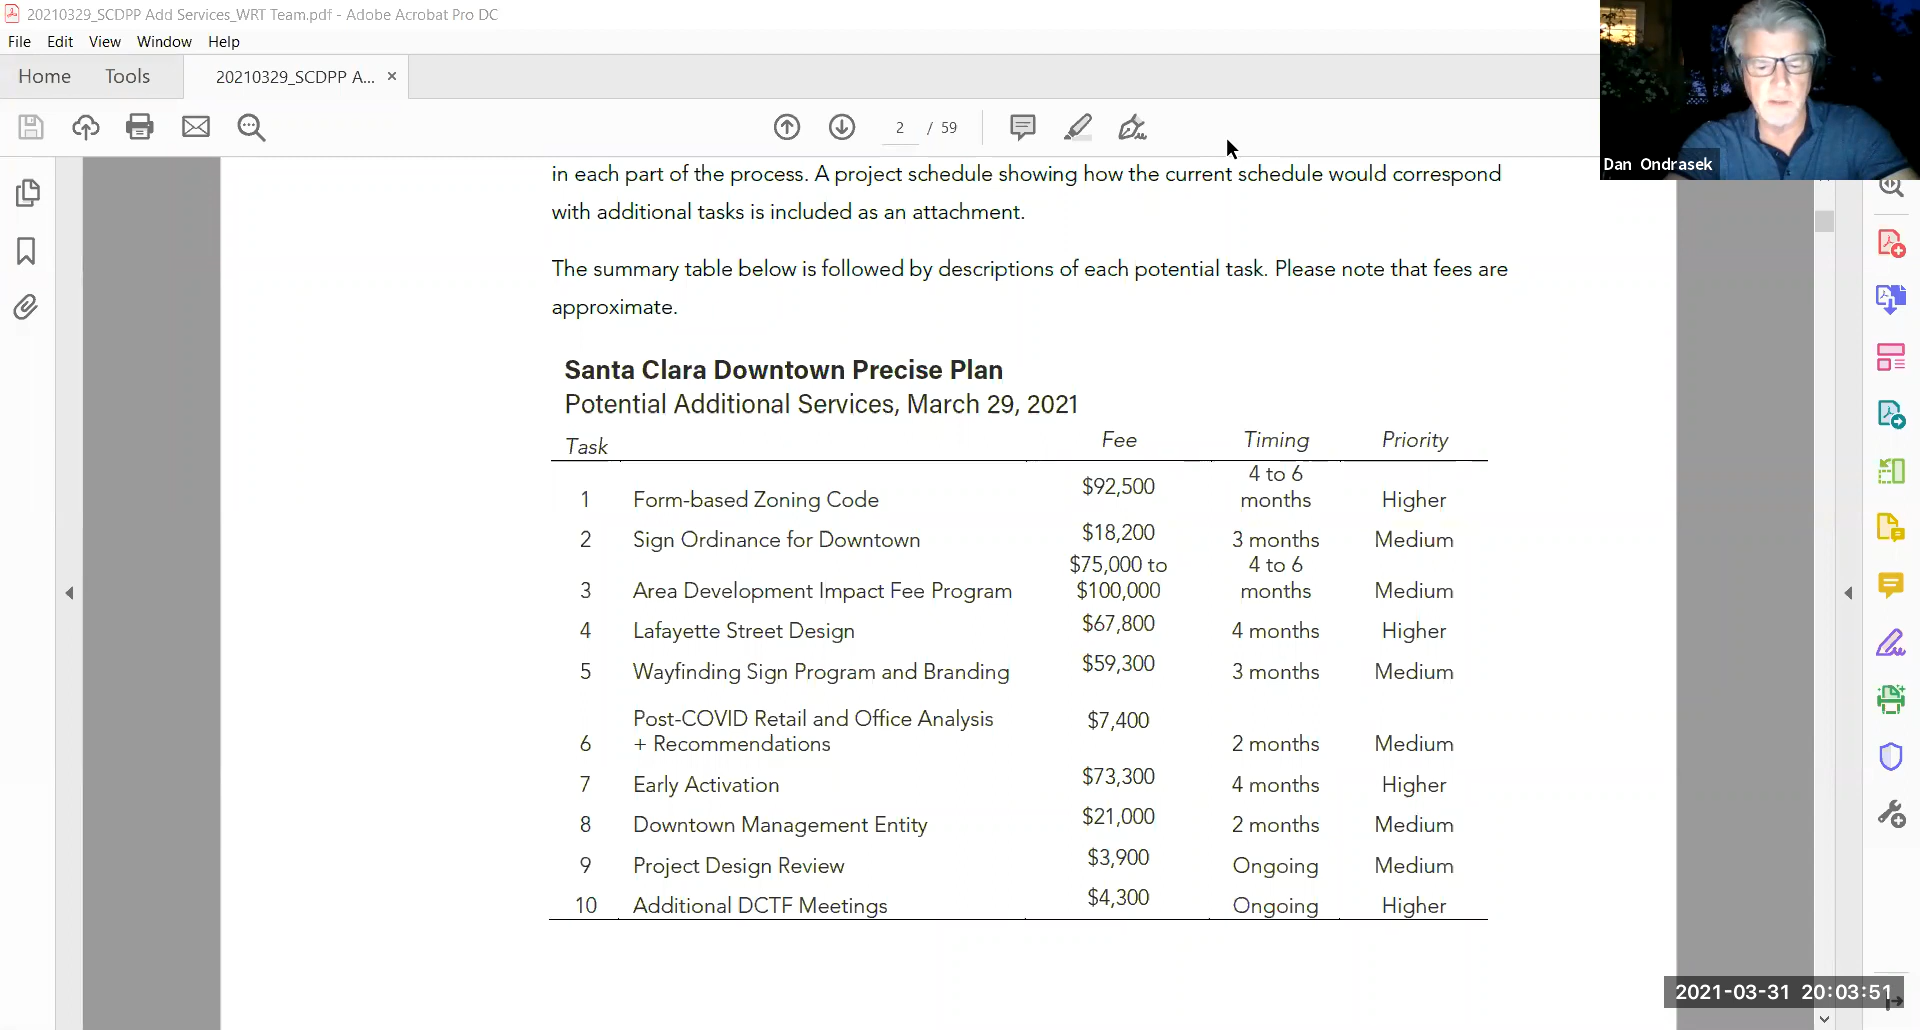 20210329_SCDPP Add Services_WRT Team.pdf - Adobe Acrobat Pro DC
File Edit View Window Help
Home Tools 20210329_SCDPP A... ×
2 / 59
Dan Ondrasek
in each part of the process. A project schedule showing how the current schedule would correspond
with additional tasks is included as an attachment.
The summary table below is followed by descriptions of each potential task. Please note that fees are
approximate.
Santa Clara Downtown Precise Plan
Potential Additional Services, March 29, 2021
Task Fee Timing Priority
1 Form-based Zoning Code $92,500 4 to 6 months Higher
2 Sign Ordinance for Downtown $18,200 3 months Medium
3 Area Development Impact Fee Program $75,000 to $100,000 4 to 6 months Medium
4 Lafayette Street Design $67,800 4 months Higher
5 Wayfinding Sign Program and Branding $59,300 3 months Medium
6 Post-COVID Retail and Office Analysis + Recommendations $7,400 2 months Medium
7 Early Activation $73,300 4 months Higher
8 Downtown Management Entity $21,000 2 months Medium
9 Project Design Review $3,900 Ongoing Medium
10 Additional DCTF Meetings $4,300 Ongoing Higher
2021-03-31 20:03:51